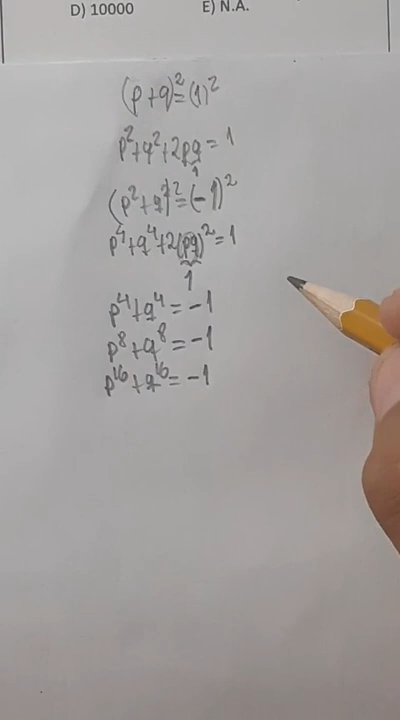 D) 10000 E) N.A.
(p+q)²=(1)²
p²+q²+2pq=1
1
(p²+q²)²=(-1)²
p⁴+q⁴+2(pq)²=1
1
p⁴+q⁴=-1
p⁸+q⁸=-1
p¹⁶+q¹⁶=-1